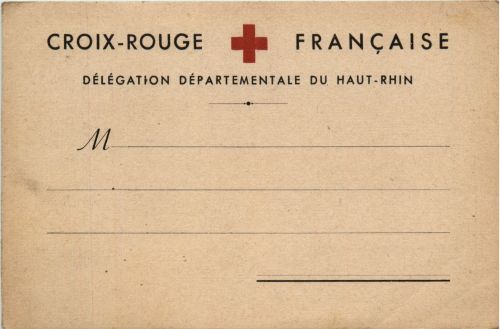 CROIX-ROUGE FRANÇAISE
DÉLÉGATION DÉPARTEMENTALE DU HAUT-RHIN
M